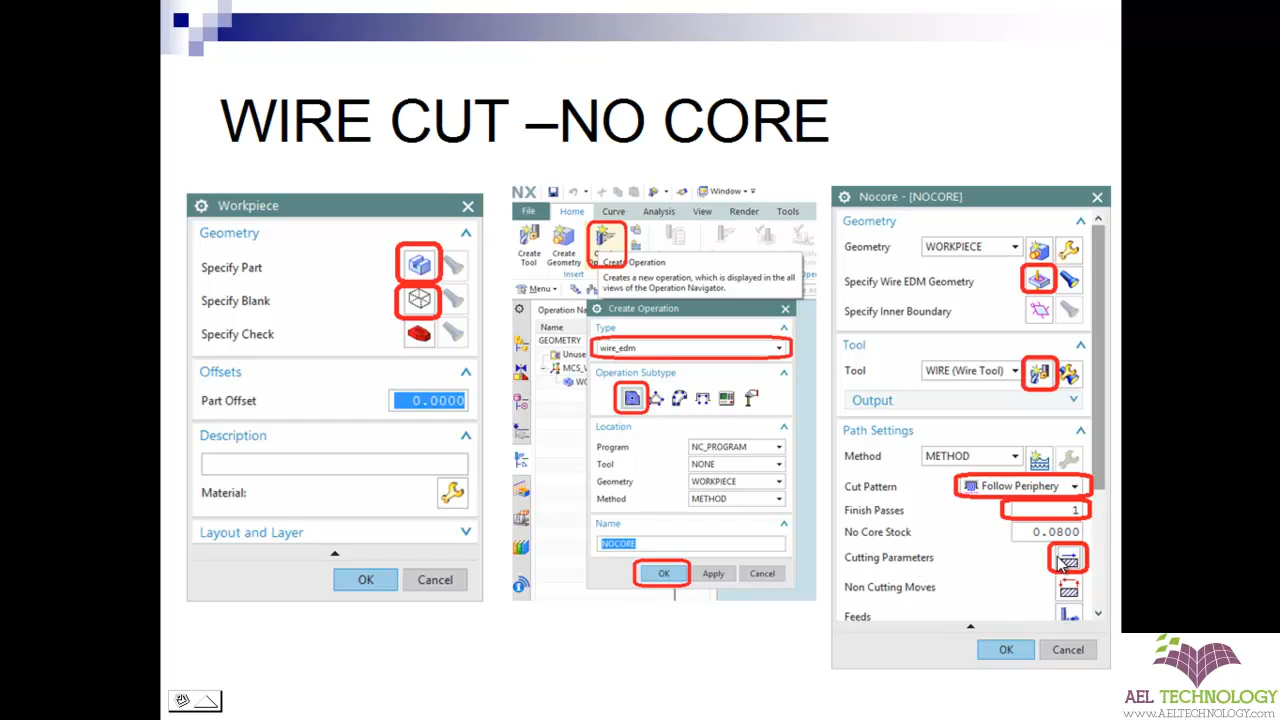 WIRE CUT –NO CORE
Workpiece
Geometry
Specify Part
Specify Blank
Specify Check
Offsets
Part Offset 0.0000
Description
Material:
Layout and Layer
OK Cancel
NX Window
File Home Curve Analysis View Render Tools
Create Tool
Create Geometry
Insert
Create Operation
Creates a new operation, which is displayed in the all
views of the Operation Navigator.
Menu
Operation Na
Name
GEOMETRY
Unuse
MCS_
WO
Create Operation
Type
wire_edm
Operation Subtype
Location
Program NC_PROGRAM
Tool NONE
Geometry WORKPIECE
Method METHOD
Name
NOCORE
OK Apply Cancel
Nocore - [NOCORE]
Geometry
Geometry WORKPIECE
Specify Wire EDM Geometry
Specify Inner Boundary
Tool
Tool WIRE (Wire Tool)
Output
Path Settings
Method METHOD
Cut Pattern Follow Periphery
Finish Passes 1
No Core Stock 0.0800
Cutting Parameters
Non Cutting Moves
Feeds
OK Cancel
AEL TECHNOLOGY
www.AELTECHNOLOGY.com